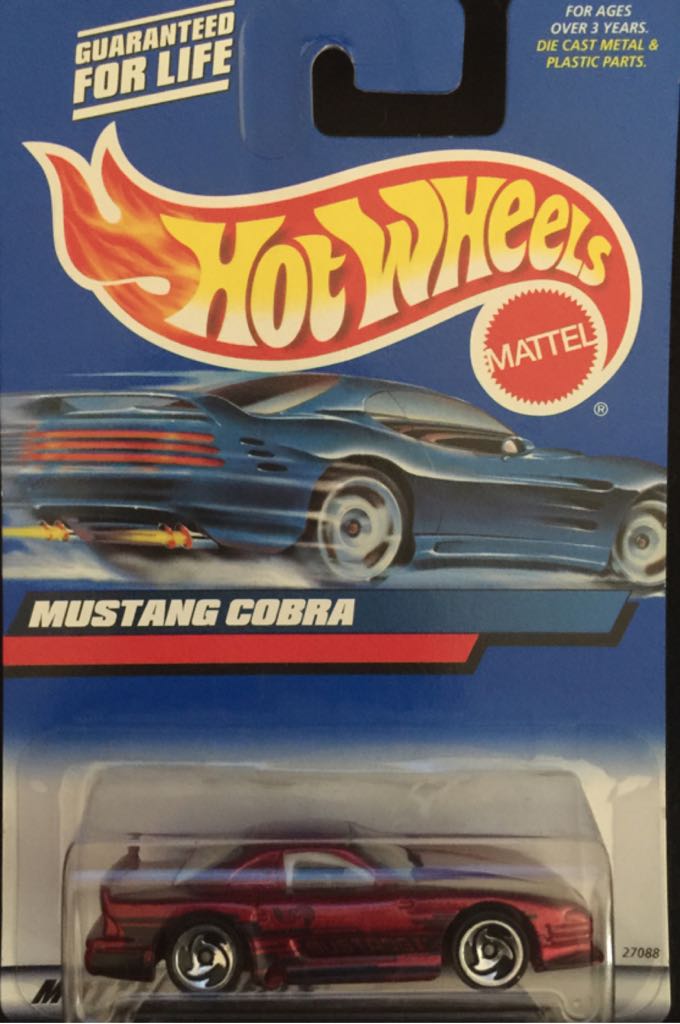 GUARANTEED
FOR LIFE
FOR AGES
OVER 3 YEARS.
DIE CAST METAL &
PLASTIC PARTS.
HOT WHEELS
MATTEL
®
MUSTANG COBRA
27088